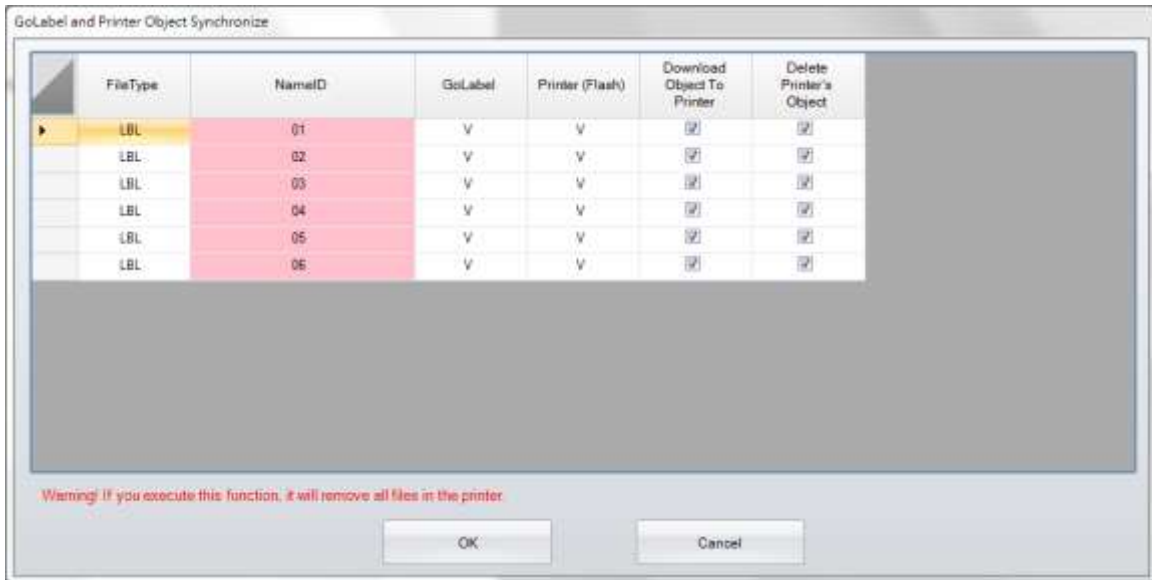 GoLabel and Printer Object Synchronize
FileType NameID GoLabel Printer (Flash) Download Object To Printer Delete Printer's Object
LBL 01 V V
LBL 02 V V
LBL 03 V V
LBL 04 V V
LBL 05 V V
LBL 06 V V
Warning! If you execute this function, it will remove all files in the printer.
OK Cancel